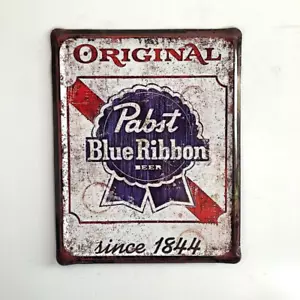 ORIGINAL
Pabst
Blue Ribbon
BEER
since 1844